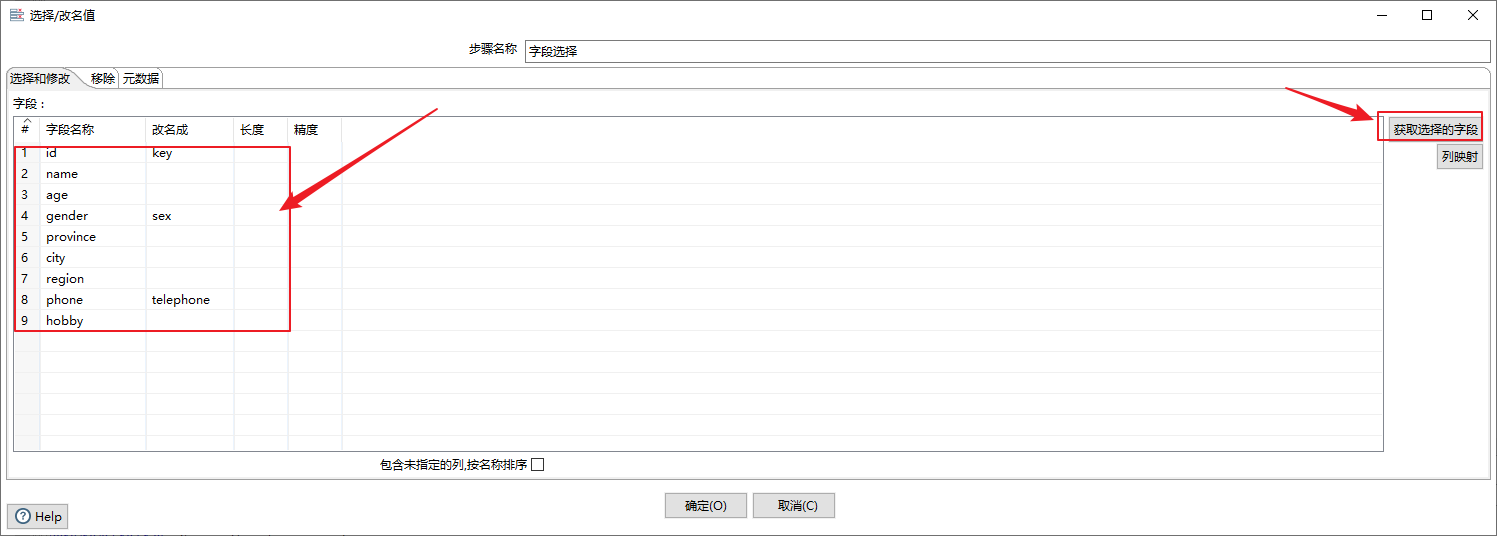 选择/改名值
步骤名称 字段选择
选择和修改 移除 元数据
字段：
# 字段名称 改名成 长度 精度
获取选择的字段
1 id key
列映射
2 name
3 age
4 gender sex
5 province
6 city
7 region
8 phone telephone
9 hobby
包含未指定的列,按名称排序
确定(O) 取消(C)
Help